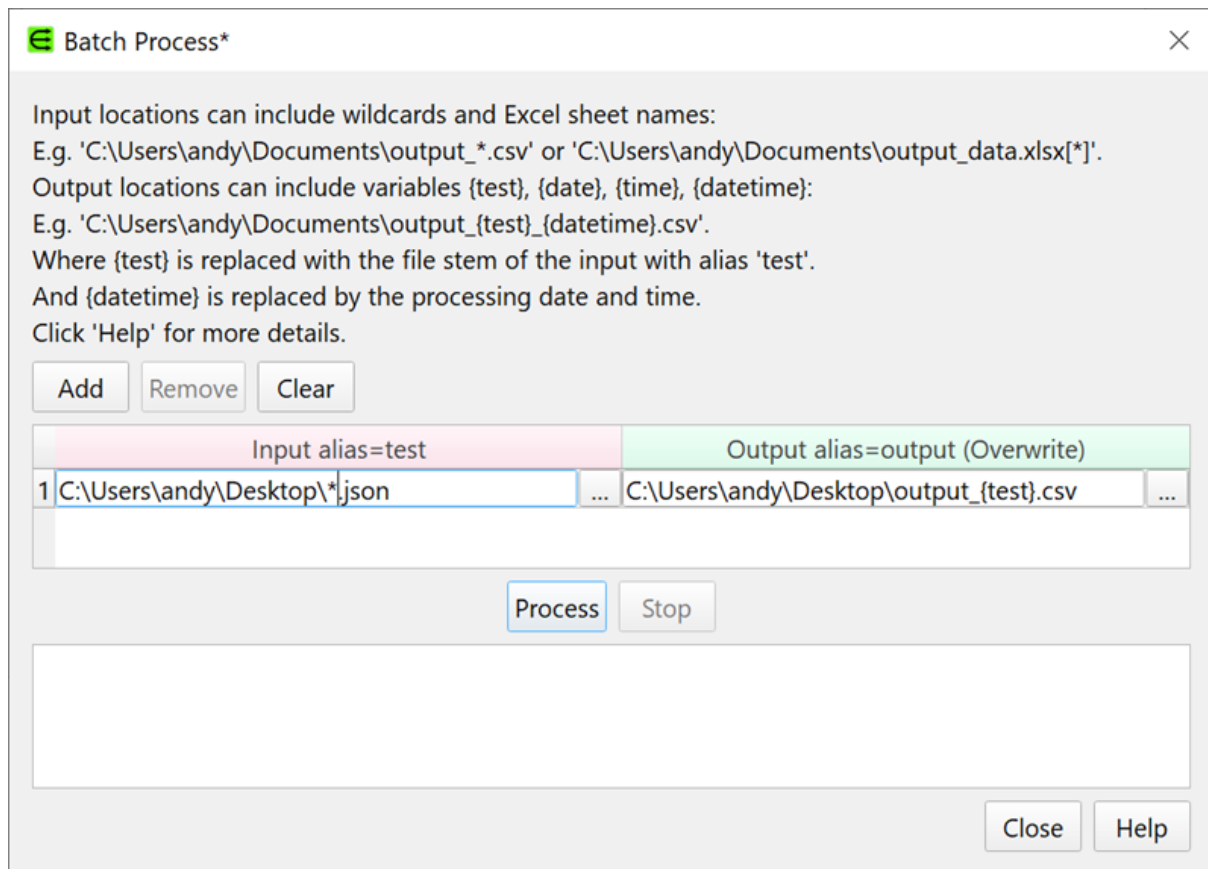 Batch Process*
Input locations can include wildcards and Excel sheet names:
E.g. 'C:\Users\andy\Documents\output_*.csv' or 'C:\Users\andy\Documents\output_data.xlsx[*]'.
Output locations can include variables {test}, {date}, {time}, {datetime}:
E.g. 'C:\Users\andy\Documents\output_{test}_{datetime}.csv'.
Where {test} is replaced with the file stem of the input with alias 'test'.
And {datetime} is replaced by the processing date and time.
Click 'Help' for more details.
Add Remove Clear
Input alias=test Output alias=output (Overwrite)
1 C:\Users\andy\Desktop\*.json ... C:\Users\andy\Desktop\output_{test}.csv ...
Process Stop
Close Help